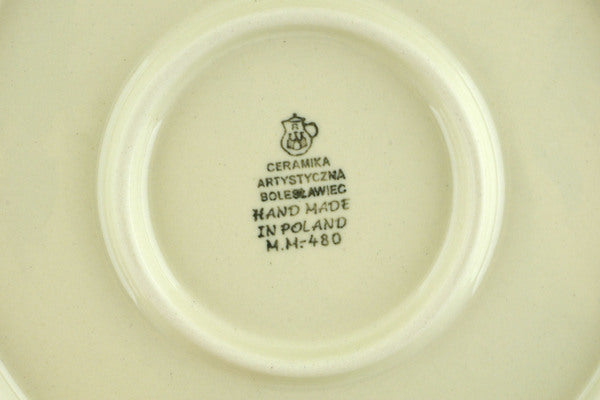 CERAMIKA
ARTYSTYCZNA
BOLESŁAWIEC
HAND MADE
IN POLAND
M.M.-480